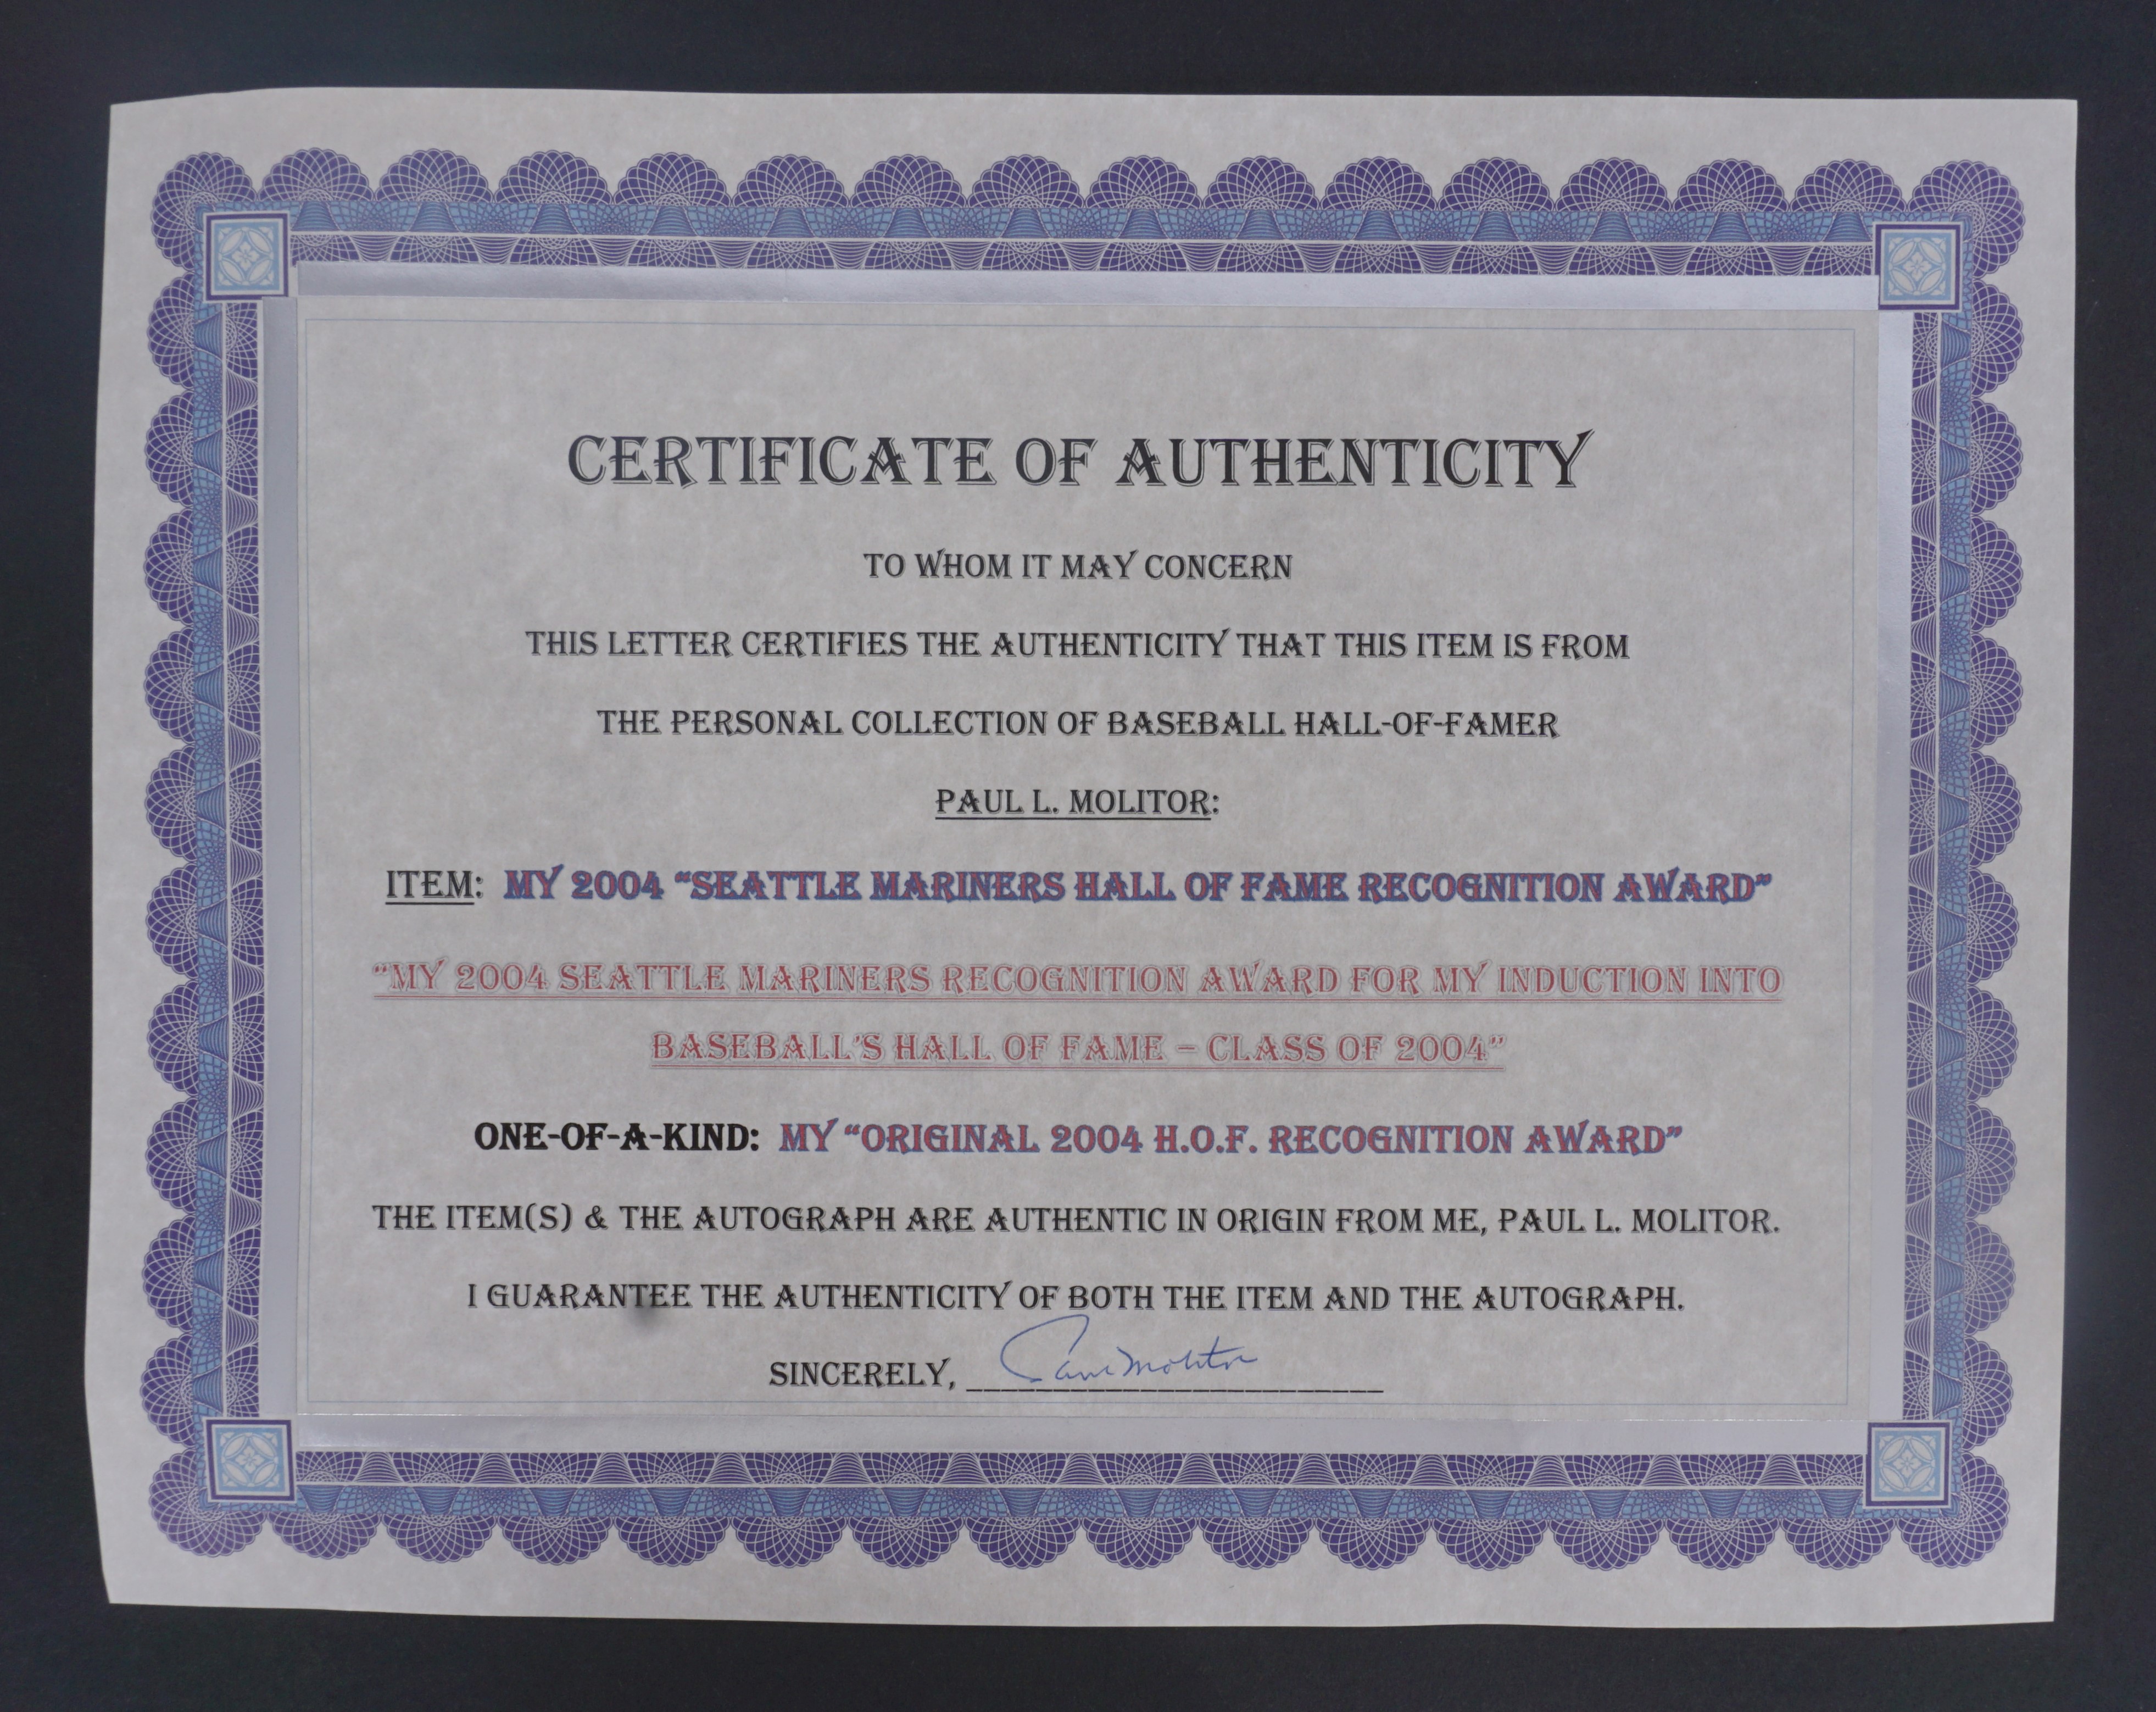 CERTIFICATE OF AUTHENTICITY
TO WHOM IT MAY CONCERN
THIS LETTER CERTIFIES THE AUTHENTICITY THAT THIS ITEM IS FROM
THE PERSONAL COLLECTION OF BASEBALL HALL-OF-FAMER
PAUL L. MOLITOR:
ITEM: MY 2004 “SEATTLE MARINERS HALL OF FAME RECOGNITION AWARD”
“MY 2004 SEATTLE MARINERS RECOGNITION AWARD FOR MY INDUCTION INTO
BASEBALL’S HALL OF FAME – CLASS OF 2004”
ONE-OF-A-KIND: MY “ORIGINAL 2004 H.O.F. RECOGNITION AWARD”
THE ITEM(S) & THE AUTOGRAPH ARE AUTHENTIC IN ORIGIN FROM ME, PAUL L. MOLITOR.
I GUARANTEE THE AUTHENTICITY OF BOTH THE ITEM AND THE AUTOGRAPH.
SINCERELY, Paul Molitor